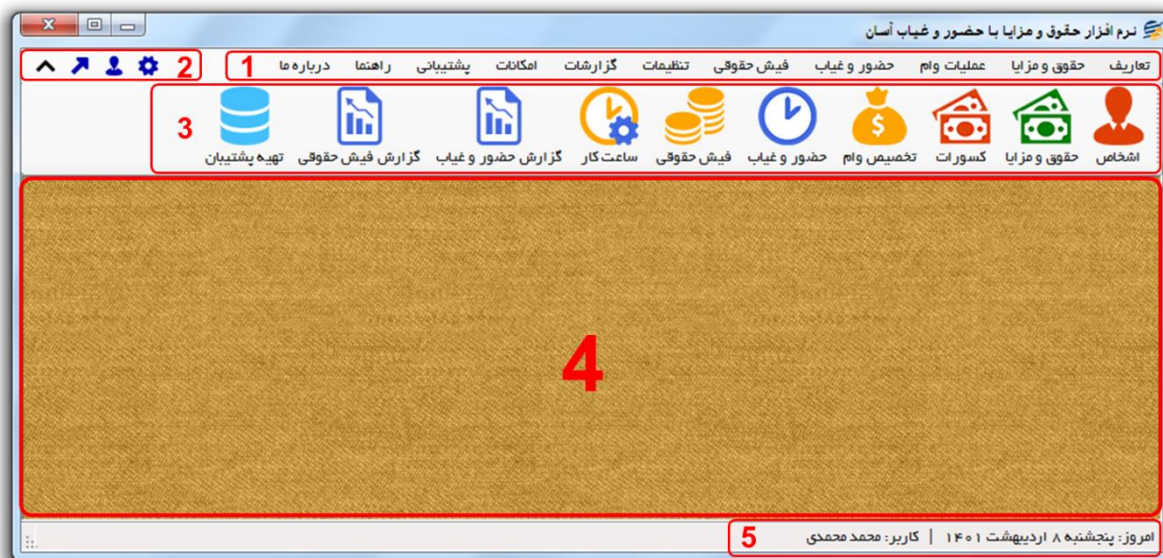 نرم افزار حقوق و مزایا با حضور و غیاب آسان
تعاریف حقوق و مزایا عملیات وام حضور و غیاب فیش حقوقی تنظیمات گزارشات امکانات پشتیبانی راهنما درباره ما 1 2
اشخاص حقوق و مزایا کسورات تخصیص وام حضور و غیاب فیش حقوقی ساعت کار گزارش حضور و غیاب گزارش فیش حقوقی تهیه پشتیبان 3
4
امروز: پنجشنبه ۸ اردیبهشت ۱۴۰۱ | کاربر: محمد محمدی 5